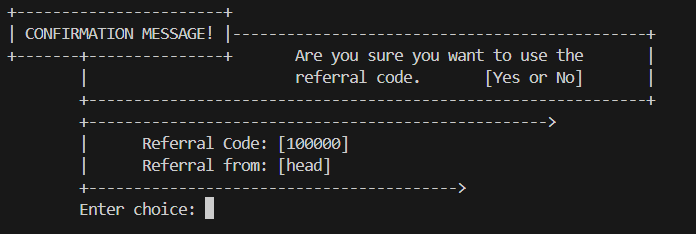 CONFIRMATION MESSAGE!
Are you sure you want to use the
referral code. [Yes or No]
Referral Code: [100000]
Referral from: [head]
Enter choice: